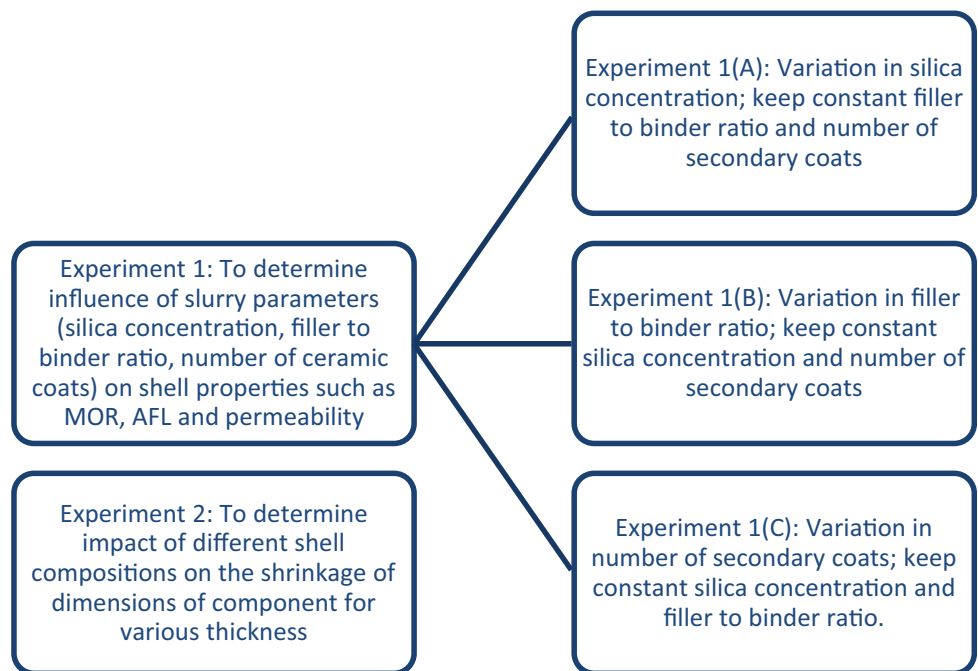 Experiment 1: To determine
influence of slurry parameters
(silica concentration, filler to
binder ratio, number of ceramic
coats) on shell properties such as
MOR, AFL and permeability
Experiment 2: To determine
impact of different shell
compositions on the shrinkage of
dimensions of component for
various thickness
Experiment 1(A): Variation in silica
concentration; keep constant filler
to binder ratio and number of
secondary coats
Experiment 1(B): Variation in filler
to binder ratio; keep constant
silica concentration and number of
secondary coats
Experiment 1(C): Variation in
number of secondary coats; keep
constant silica concentration and
filler to binder ratio.